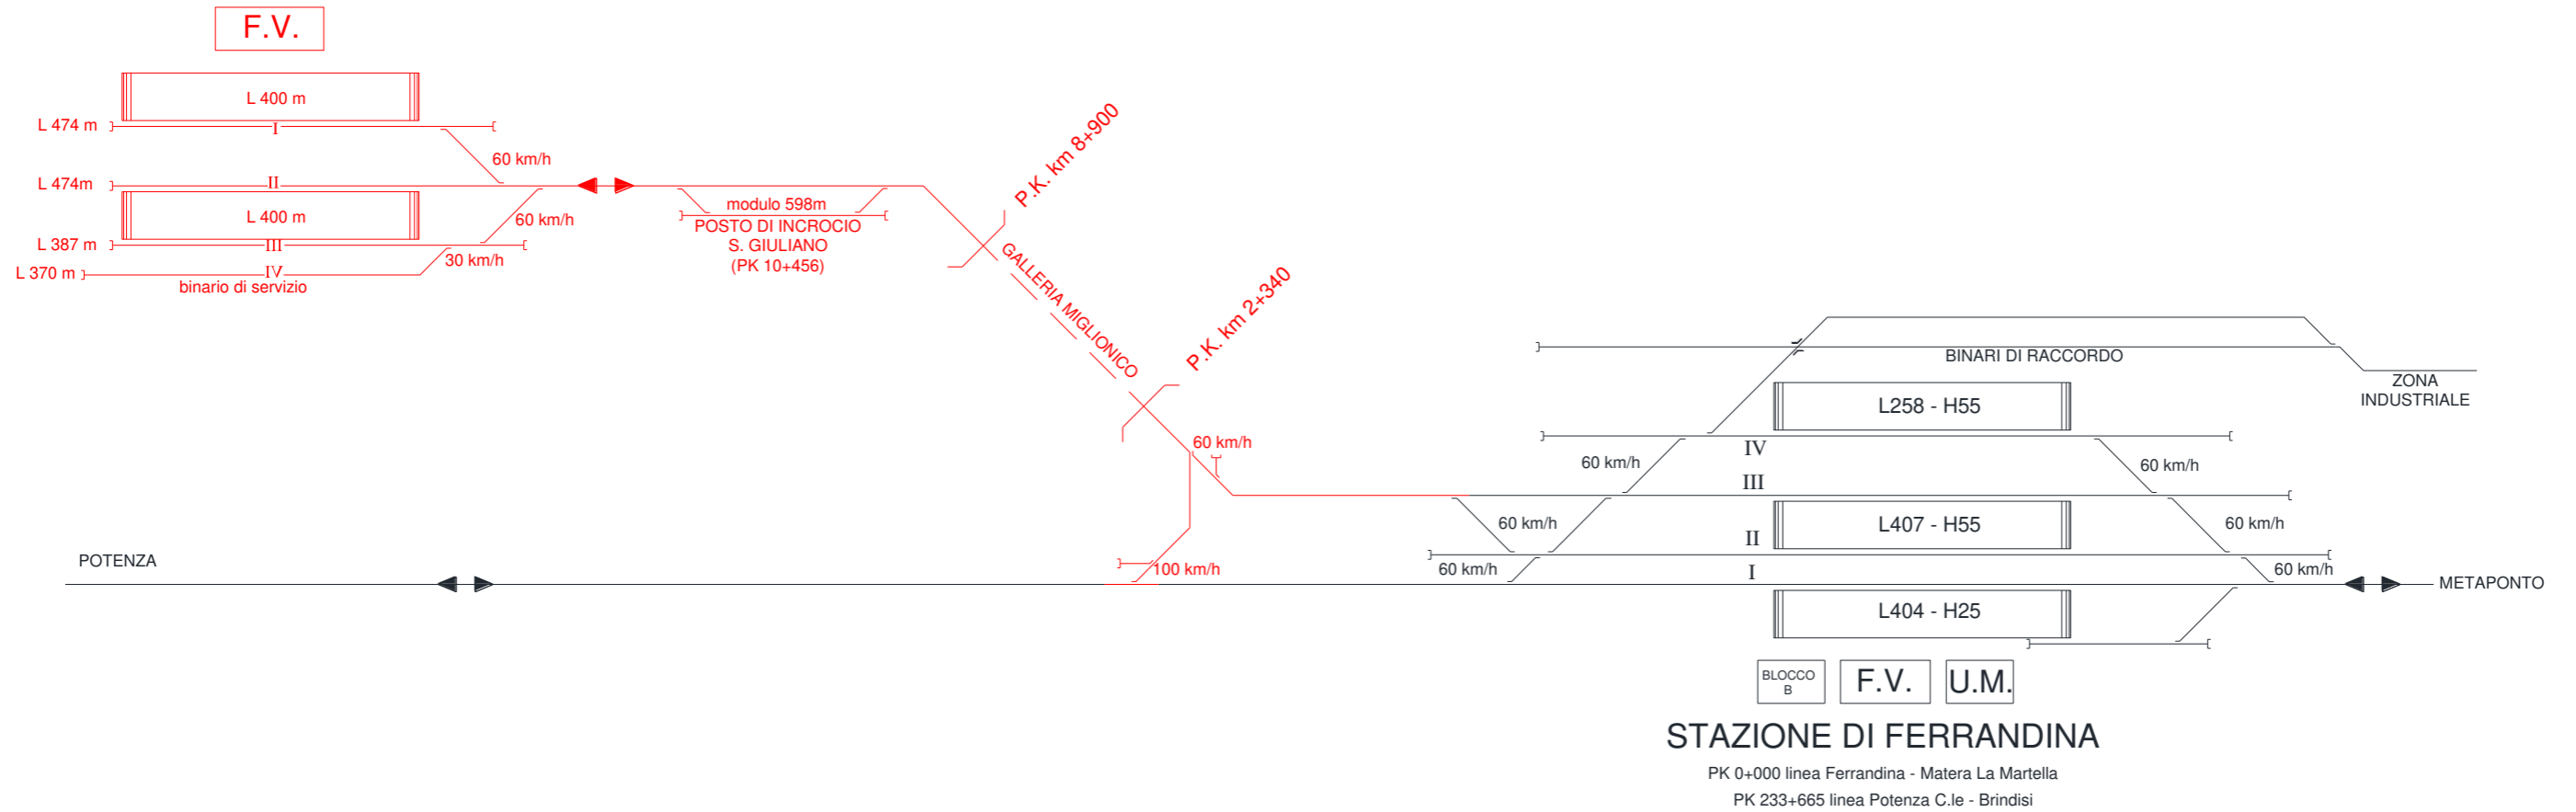 F.V.
L 400 m
L 474 m
I
60 km/h
L 474m
II
L 400 m
60 km/h
L 387 m
III
30 km/h
L 370 m
IV
binario di servizio
modulo 598m
POSTO DI INCROCIO
S. GIULIANO
(PK 10+456)
P.K. km 8+900
GALLERIA MIGLIONICO
P.K. km 2+340
60 km/h
100 km/h
POTENZA
BINARI DI RACCORDO
ZONA
INDUSTRIALE
L258 - H55
IV
60 km/h
60 km/h
III
L407 - H55
60 km/h
60 km/h
II
60 km/h
I
60 km/h
METAPONTO
L404 - H25
BLOCCO
B
F.V.
U.M.
STAZIONE DI FERRANDINA
PK 0+000 linea Ferrandina - Matera La Martella
PK 233+665 linea Potenza C.le - Brindisi